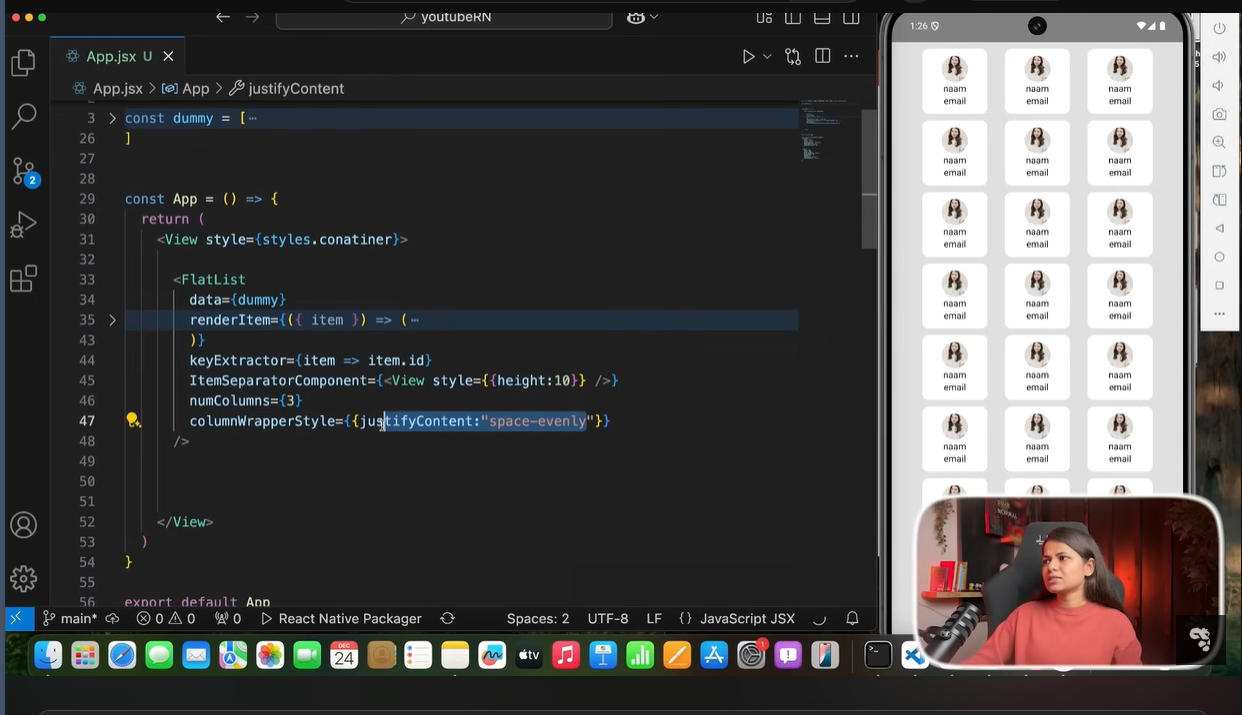 youtubeRN
App.jsx U
App.jsx > App > justifyContent
3 const dummy = [
26 ]
27
28
29 const App = () => {
30 return (
31 <View style={styles.conatiner}>
32
33 <FlatList
34 data={dummy}
35 renderItem={({ item }) => (
43 )}
44 keyExtractor={item => item.id}
45 ItemSeparatorComponent={<View style={{height:10}} />}
46 numColumns={3}
47 columnWrapperStyle={{justifyContent:"space-evenly"}}
48 />
49
50
51
52 </View>
53 )
54 }
55
56 export default App
2
main* 0 0 0 React Native Packager Spaces: 2 UTF-8 LF {} JavaScript JSX
DEC
24
tv
1
1:26
naam naam naam
email email email
naam naam naam
email email email
naam naam naam
email email email
naam naam naam
email email email
naam naam naam
email email email
naam naam naam
email email email